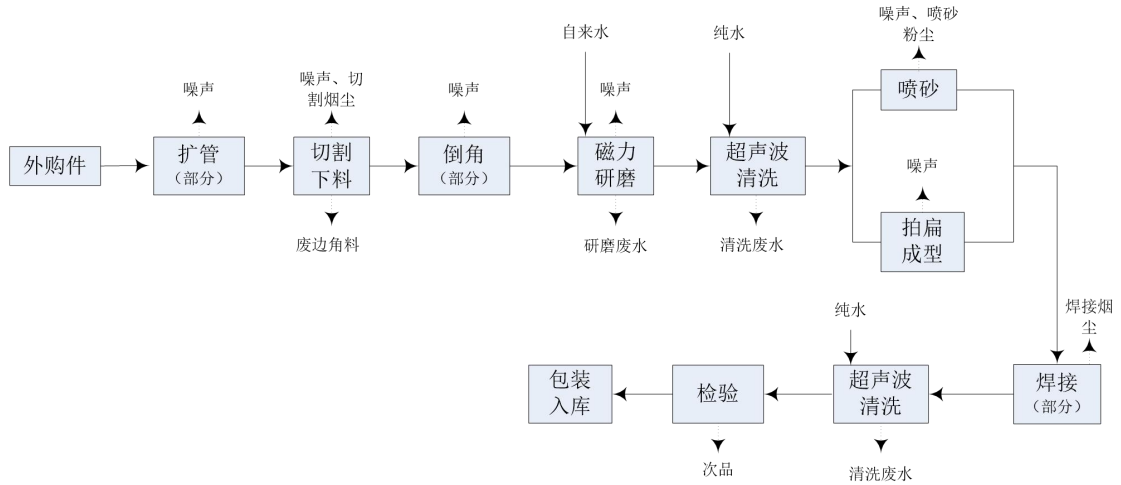 噪声、喷砂
粉尘
自来水
纯水
噪声
噪声、切
割烟尘
噪声
噪声
喷砂
外购件
扩管
（部分）
切割
下料
倒角
（部分）
磁力
研磨
超声波
清洗
噪声
拍扁
成型
废边角料
研磨废水
清洗废水
焊接烟
尘
纯水
包装
入库
检验
超声波
清洗
焊接
（部分）
次品
清洗废水